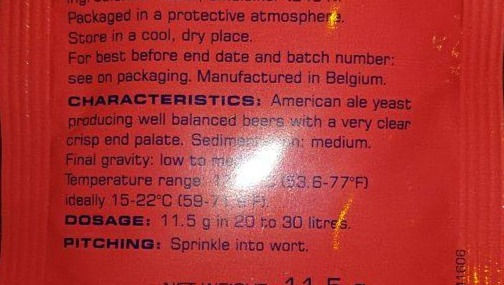 Packaged in a protective atmosphere.
Store in a cool, dry place.
For best before end date and batch number:
see on packaging. Manufactured in Belgium.
CHARACTERISTICS: American ale yeast
producing well balanced beers with a very clear
crisp end palate. medium.
Final gravity: low to
Temperature range (53.6-77°F)
ideally 15-22°C
DOSAGE: 11.5 g in 20 to 30 litres.
PITCHING: Sprinkle into wort.